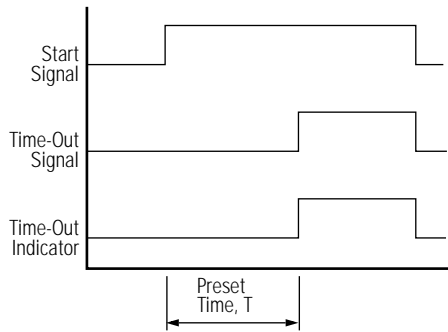 Start
Signal
Time-Out
Signal
Time-Out
Indicator
Preset
Time, T